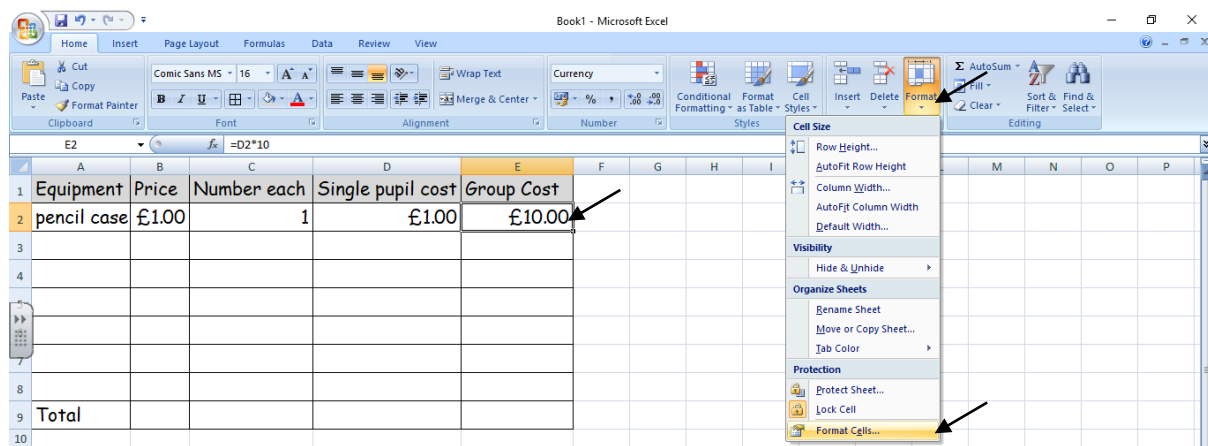 Book1 - Microsoft Excel
Home Insert Page Layout Formulas Data Review View
Cut
Copy
Format Painter
Paste
Clipboard
Comic Sans MS 16 A A
B I U A
Font
Wrap Text
Merge & Center
Alignment
Currency
% , .00 .00
Number
Conditional Formatting
Format as Table
Cell Styles
Styles
Insert Delete Format
Σ AutoSum
Fill
Clear
Sort & Filter
Find & Select
Editing
E2 fx =D2*10
A B C D E F G H I M N O P
1 Equipment Price Number each Single pupil cost Group Cost
2 pencil case £1.00 1 £1.00 £10.00
3
4
5
7
8
9 Total
10
Cell Size
Row Height...
AutoFit Row Height
Column Width...
AutoFit Column Width
Default Width...
Visibility
Hide & Unhide
Organize Sheets
Rename Sheet
Move or Copy Sheet...
Tab Color
Protection
Protect Sheet...
Lock Cell
Format Cells...